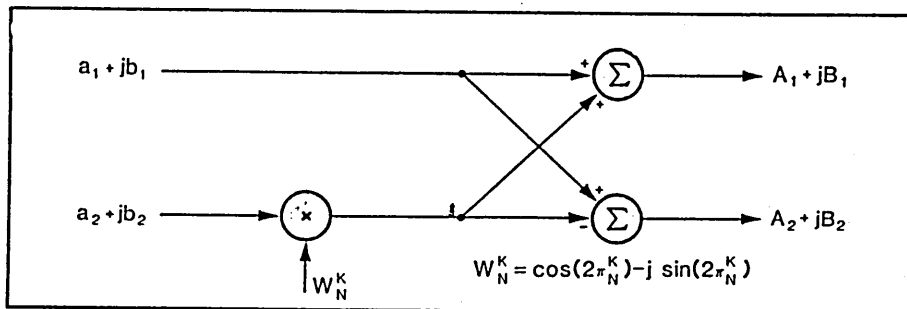 a₁ + jb₁
+
Σ
+
A₁ + jB₁
a₂ + jb₂
×
+
Σ
−
A₂ + jB₂
W_N^K
W_N^K = cos(2π K/N) − j sin(2π K/N)